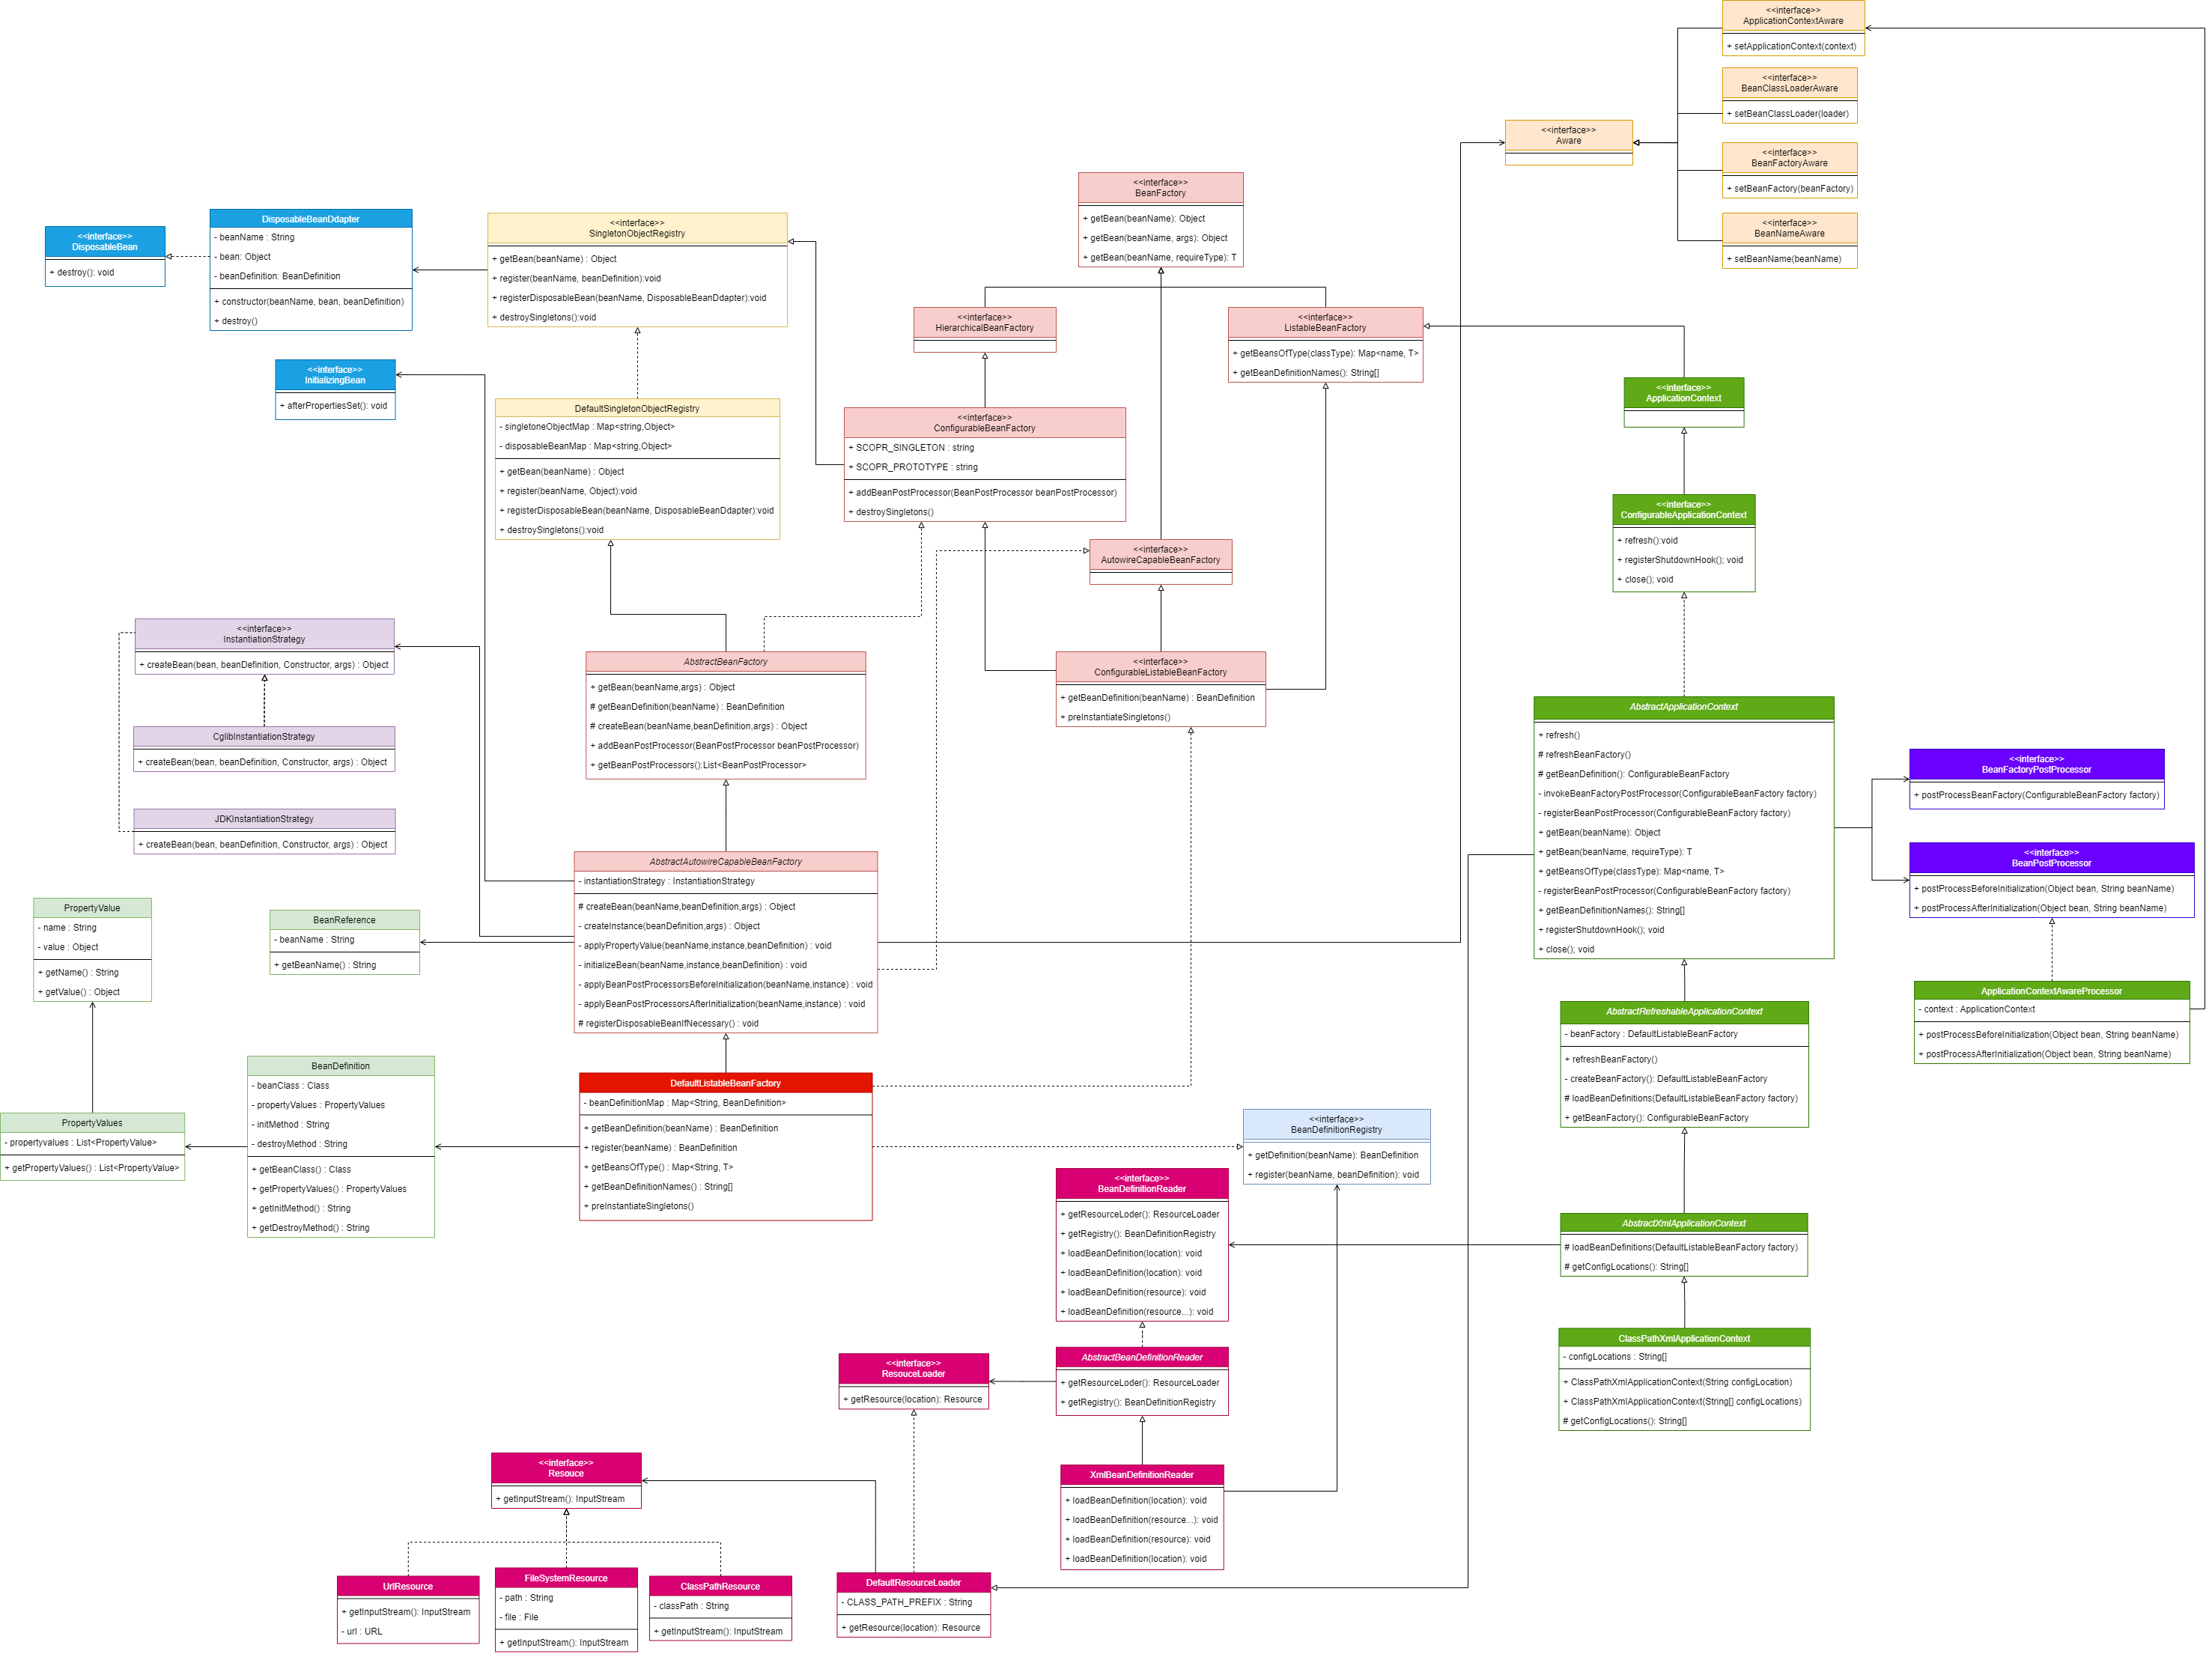 <<interface>>
ApplicationContextAware
+ setApplicationContext(context)
<<interface>>
BeanClassLoaderAware
+ setBeanClassLoader(loader)
<<interface>>
Aware
<<interface>>
BeanFactoryAware
+ setBeanFactory(beanFactory)
<<interface>>
BeanNameAware
+ setBeanName(beanName)
<<interface>>
BeanFactory
+ getBean(beanName): Object
+ getBean(beanName, args): Object
+ getBean(beanName, requireType): T
<<interface>>
DisposableBean
+ destroy(): void
DisposableBeanDdapter
- beanName : String
- bean: Object
- beanDefinition: BeanDefinition
+ constructor(beanName, bean, beanDefinition)
+ destroy()
<<interface>>
SingletonObjectRegistry
+ getBean(beanName) : Object
+ register(beanName, beanDefinition):void
+ registerDisposableBean(beanName, DisposableBeanDdapter):void
+ destroySingletons():void
<<interface>>
HierarchicalBeanFactory
<<interface>>
ListableBeanFactory
+ getBeansOfType(classType): Map<name, T>
+ getBeanDefinitionNames(): String[]
<<interface>>
InitializingBean
+ afterPropertiesSet(): void
DefaultSingletonObjectRegistry
- singletoneObjectMap : Map<string,Object>
- disposableBeanMap : Map<string,Object>
+ getBean(beanName) : Object
+ register(beanName, Object):void
+ registerDisposableBean(beanName, DisposableBeanDdapter):void
+ destroySingletons():void
<<interface>>
ConfigurableBeanFactory
+ SCOPR_SINGLETON : string
+ SCOPR_PROTOTYPE : string
+ addBeanPostProcessor(BeanPostProcessor beanPostProcessor)
+ destroySingletons()
<<interface>>
ApplicationContext
<<interface>>
ConfigurableApplicationContext
+ refresh():void
+ registerShutdownHook(); void
+ close(); void
<<interface>>
AutowireCapableBeanFactory
<<interface>>
InstantiationStrategy
+ createBean(bean, beanDefinition, Constructor, args) : Object
CglibInstantiationStrategy
+ createBean(bean, beanDefinition, Constructor, args) : Object
JDKInstantiationStrategy
+ createBean(bean, beanDefinition, Constructor, args) : Object
AbstractBeanFactory
+ getBean(beanName,args) : Object
# getBeanDefinition(beanName) : BeanDefinition
# createBean(beanName,beanDefinition,args) : Object
+ addBeanPostProcessor(BeanPostProcessor beanPostProcessor)
+ getBeanPostProcessors():List<BeanPostProcessor>
<<interface>>
ConfigurableListableBeanFactory
+ getBeanDefinition(beanName) : BeanDefinition
+ preInstantiateSingletons()
AbstractApplicationContext
+ refresh()
# refreshBeanFactory()
# getBeanDefinition(): ConfigurableBeanFactory
- invokeBeanFactoryPostProcessor(ConfigurableBeanFactory factory)
- registerBeanPostProcessor(ConfigurableBeanFactory factory)
+ getBean(beanName): Object
+ getBean(beanName, requireType): T
+ getBeansOfType(classType): Map<name, T>
- registerBeanPostProcessor(ConfigurableBeanFactory factory)
+ getBeanDefinitionNames(): String[]
+ registerShutdownHook(); void
+ close(); void
<<interface>>
BeanFactoryPostProcessor
+ postProcessBeanFactory(ConfigurableBeanFactory factory)
<<interface>>
BeanPostProcessor
+ postProcessBeforeInitialization(Object bean, String beanName)
+ postProcessAfterInitialization(Object bean, String beanName)
ApplicationContextAwareProcessor
- context : ApplicationContext
+ postProcessBeforeInitialization(Object bean, String beanName)
+ postProcessAfterInitialization(Object bean, String beanName)
AbstractAutowireCapableBeanFactory
- instantiationStrategy : InstantiationStrategy
# createBean(beanName,beanDefinition,args) : Object
- createInstance(beanDefinition,args) : Object
- applyPropertyValue(beanName,instance,beanDefinition) : void
- initializeBean(beanName,instance,beanDefinition) : void
- applyBeanPostProcessorsBeforeInitialization(beanName,instance) : void
- applyBeanPostProcessorsAfterInitialization(beanName,instance) : void
# registerDisposableBeanIfNecessary() : void
PropertyValue
- name : String
- value : Object
+ getName() : String
+ getValue() : Object
BeanReference
- beanName : String
+ getBeanName() : String
PropertyValues
- propertyvalues : List<PropertyValue>
+ getPropertyValues() : List<PropertyValue>
BeanDefinition
- beanClass : Class
- propertyValues : PropertyValues
- initMethod : String
- destroyMethod : String
+ getBeanClass() : Class
+ getPropertyValues() : PropertyValues
+ getInitMethod() : String
+ getDestroyMethod() : String
DefaultListableBeanFactory
- beanDefinitionMap : Map<String, BeanDefinition>
+ getBeanDefinition(beanName) : BeanDefinition
+ register(beanName) : BeanDefinition
+ getBeansOfType() : Map<String, T>
+ getBeanDefinitionNames() : String[]
+ preInstantiateSingletons()
<<interface>>
BeanDefinitionRegistry
+ getDefinition(beanName): BeanDefinition
+ register(beanName, beanDefinition): void
AbstractRefreshableApplicationContext
- beanFactory : DefaultListableBeanFactory
+ refreshBeanFactory()
- createBeanFactory(): DefaultListableBeanFactory
# loadBeanDefinitions(DefaultListableBeanFactory factory)
+ getBeanFactory(): ConfigurableBeanFactory
<<interface>>
BeanDefinitionReader
+ getResourceLoder(): ResourceLoader
+ getRegistry(): BeanDefinitionRegistry
+ loadBeanDefinition(location): void
+ loadBeanDefinition(location): void
+ loadBeanDefinition(resource): void
+ loadBeanDefinition(resource...): void
AbstractXmlApplicationContext
# loadBeanDefinitions(DefaultListableBeanFactory factory)
# getConfigLocations(): String[]
ClassPathXmlApplicationContext
- configLocations : String[]
+ ClassPathXmlApplicationContext(String configLocation)
+ ClassPathXmlApplicationContext(String[] configLocations)
# getConfigLocations(): String[]
<<interface>>
ResouceLoader
+ getResource(location): Resource
AbstractBeanDefinitionReader
+ getResourceLoder(): ResourceLoader
+ getRegistry(): BeanDefinitionRegistry
<<interface>>
Resouce
+ getInputStream(): InputStream
XmlBeanDefinitionReader
+ loadBeanDefinition(location): void
+ loadBeanDefinition(resource...): void
+ loadBeanDefinition(resource): void
+ loadBeanDefinition(location): void
UrlResource
+ getInputStream(): InputStream
- url : URL
FileSystemResource
- path : String
- file : File
+ getInputStream(): InputStream
ClassPathResource
- classPath : String
+ getInputStream(): InputStream
DefaultResourceLoader
- CLASS_PATH_PREFIX : String
+ getResource(location): Resource